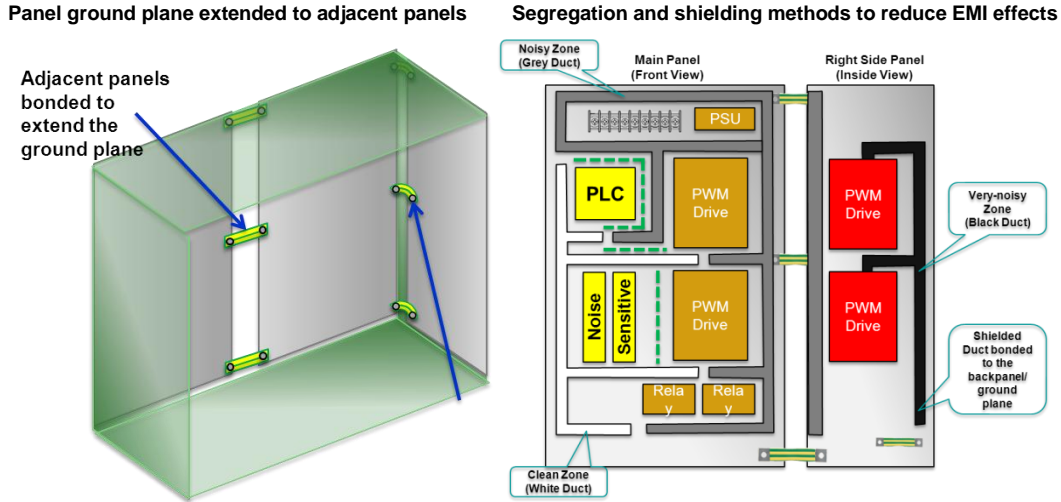 Panel ground plane extended to adjacent panels
Adjacent panels
bonded to
extend the
ground plane
Segregation and shielding methods to reduce EMI effects
Noisy Zone
(Grey Duct)
Main Panel
(Front View)
Right Side Panel
(Inside View)
PSU
PLC
PWM
Drive
PWM
Drive
Very-noisy
Zone
(Black Duct)
Noise
Sensitive
PWM
Drive
PWM
Drive
Shielded
Duct bonded
to the
backpanel/
ground
plane
Rela
y
Rela
y
Clean Zone
(White Duct)